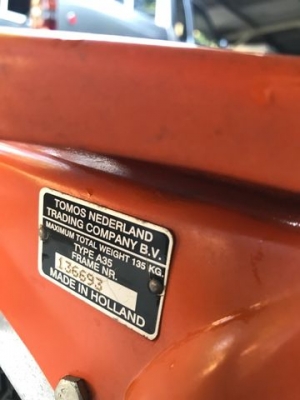 TOMOS NEDERLAND
TRADING COMPANY B.V.
MAXIMUM TOTAL WEIGHT 135 KG.
TYPE A35
FRAME NR.
136693
MADE IN HOLLAND